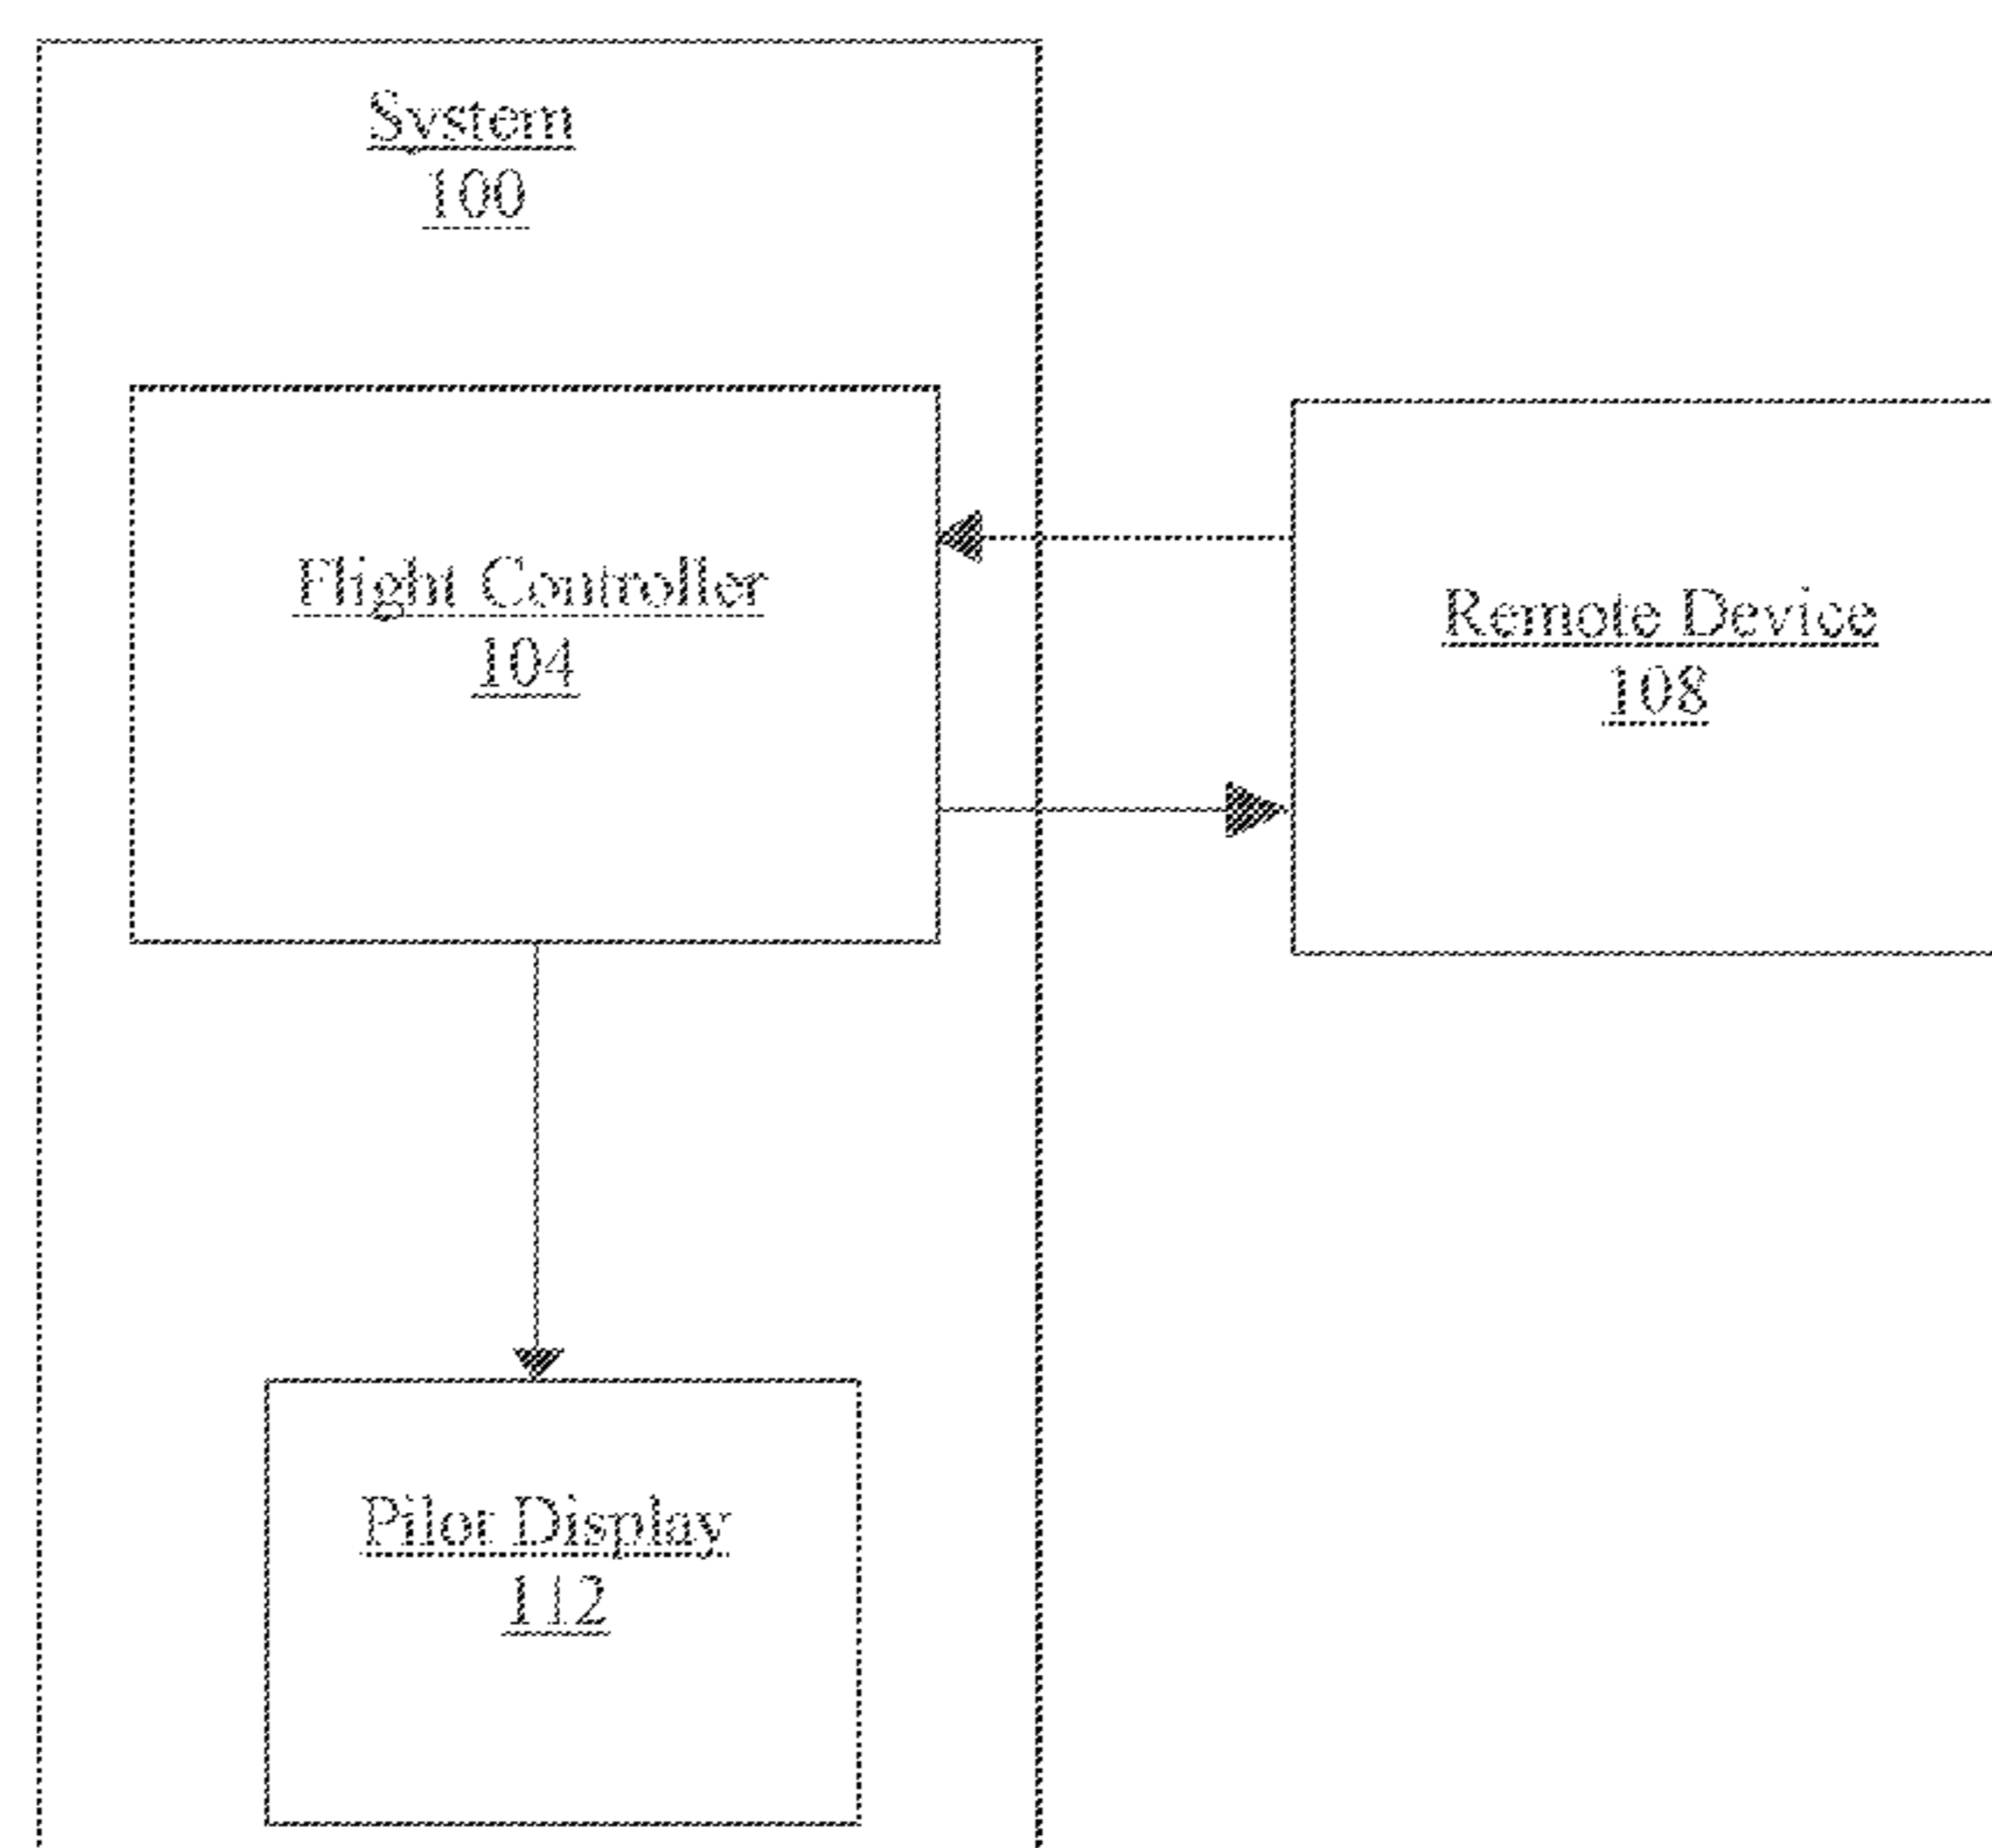 System
100
Flight Controller
104
Remote Device
108
Pilot Display
112